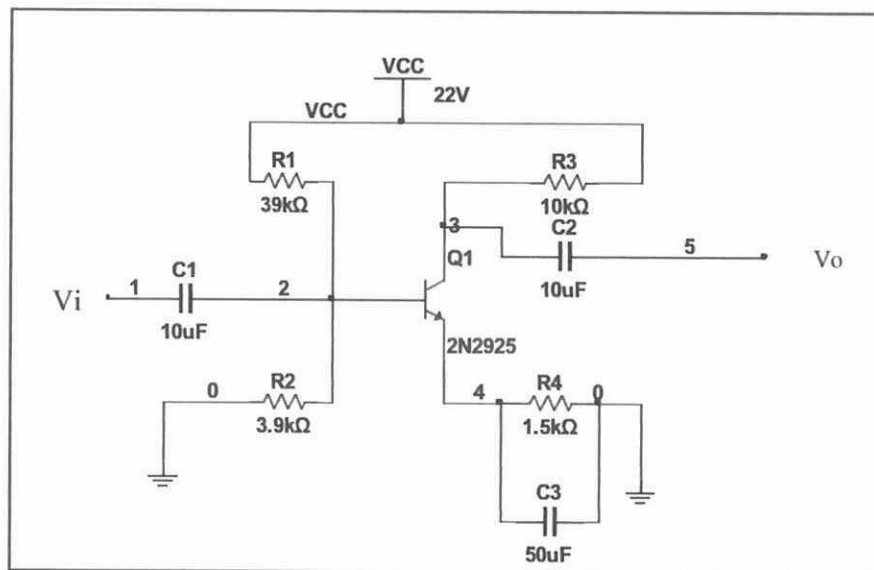 VCC
22V
VCC
R1
39kΩ
R3
10kΩ
3
C2
10uF
5
Vo
Q1
C1
10uF
Vi
1
2
2N2925
0
R2
3.9kΩ
4
R4
1.5kΩ
0
C3
50uF